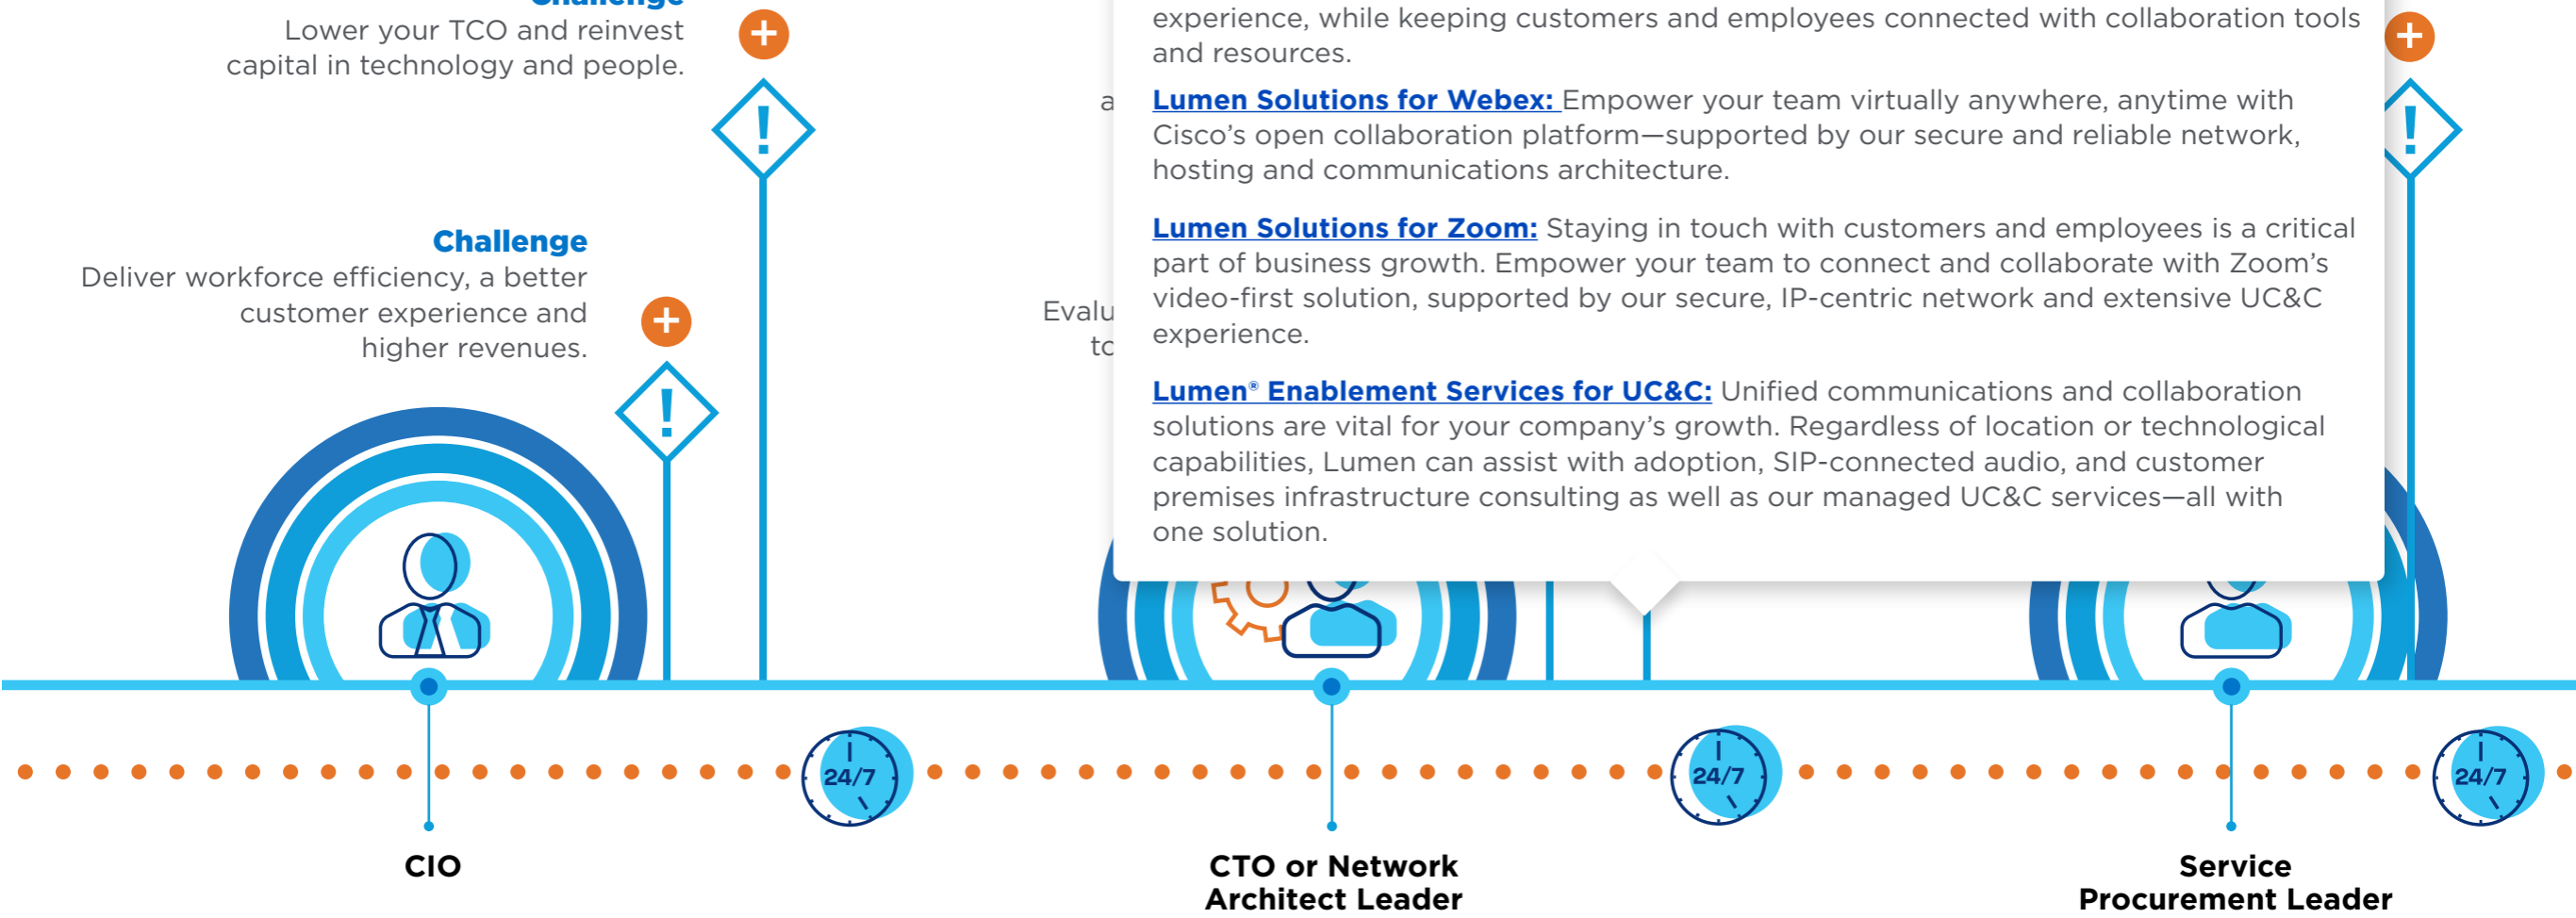 Challenge
Lower your TCO and reinvest
capital in technology and people.
Challenge
Deliver workforce efficiency, a better
customer experience and
higher revenues.
experience, while keeping customers and employees connected with collaboration tools
and resources.
Lumen Solutions for Webex: Empower your team virtually anywhere, anytime with
Cisco’s open collaboration platform—supported by our secure and reliable network,
hosting and communications architecture.
Lumen Solutions for Zoom: Staying in touch with customers and employees is a critical
part of business growth. Empower your team to connect and collaborate with Zoom’s
video-first solution, supported by our secure, IP-centric network and extensive UC&C
experience.
Lumen® Enablement Services for UC&C: Unified communications and collaboration
solutions are vital for your company’s growth. Regardless of location or technological
capabilities, Lumen can assist with adoption, SIP-connected audio, and customer
premises infrastructure consulting as well as our managed UC&C services—all with
one solution.
24/7
24/7
24/7
CIO
CTO or Network
Architect Leader
Service
Procurement Leader